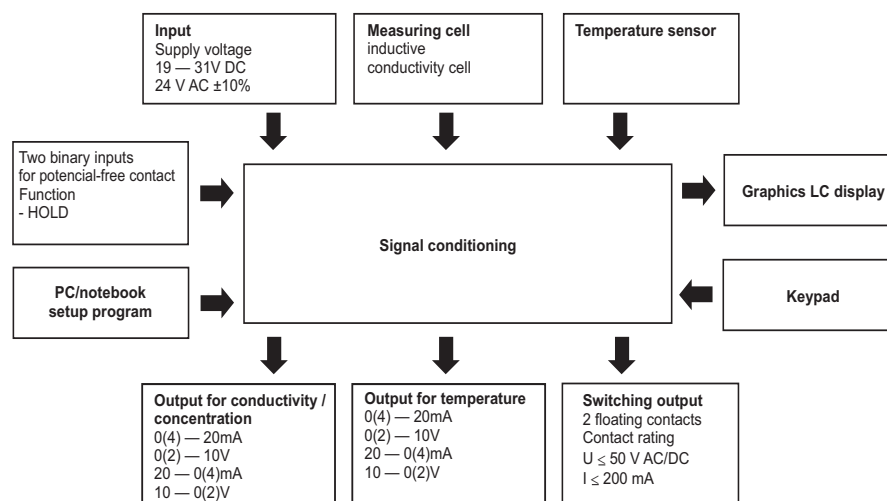 Input
Supply voltage
19 — 31V DC
24 V AC ±10%
Measuring cell
inductive
conductivity cell
Temperature sensor
Two binary inputs
for potencial-free contact
Function
- HOLD
Signal conditioning
Graphics LC display
PC/notebook
setup program
Keypad
Output for conductivity /
concentration
0(4) — 20mA
0(2) — 10V
20 — 0(4)mA
10 — 0(2)V
Output for temperature
0(4) — 20mA
0(2) — 10V
20 — 0(4)mA
10 — 0(2)V
Switching output
2 floating contacts
Contact rating
U ≤ 50 V AC/DC
I ≤ 200 mA